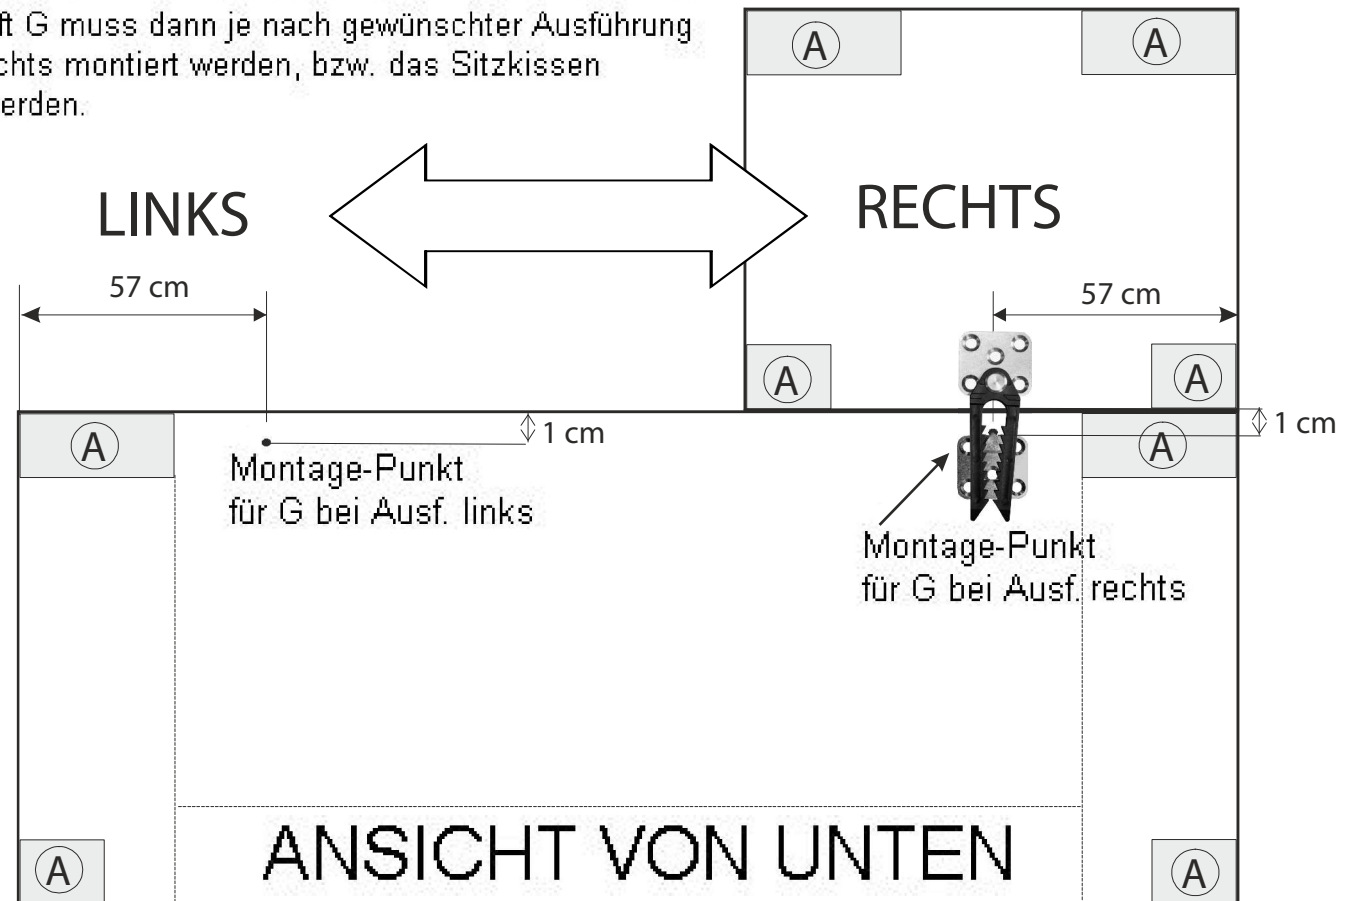 ft G muss dann je nach gewünschter Ausführung
chts montiert werden, bzw. das Sitzkissen
erden.
A
A
LINKS
RECHTS
57 cm
57 cm
A
A
1 cm
1 cm
A
A
Montage-Punkt
für G bei Ausf. links
Montage-Punkt
für G bei Ausf. rechts
ANSICHT VON UNTEN
A
A